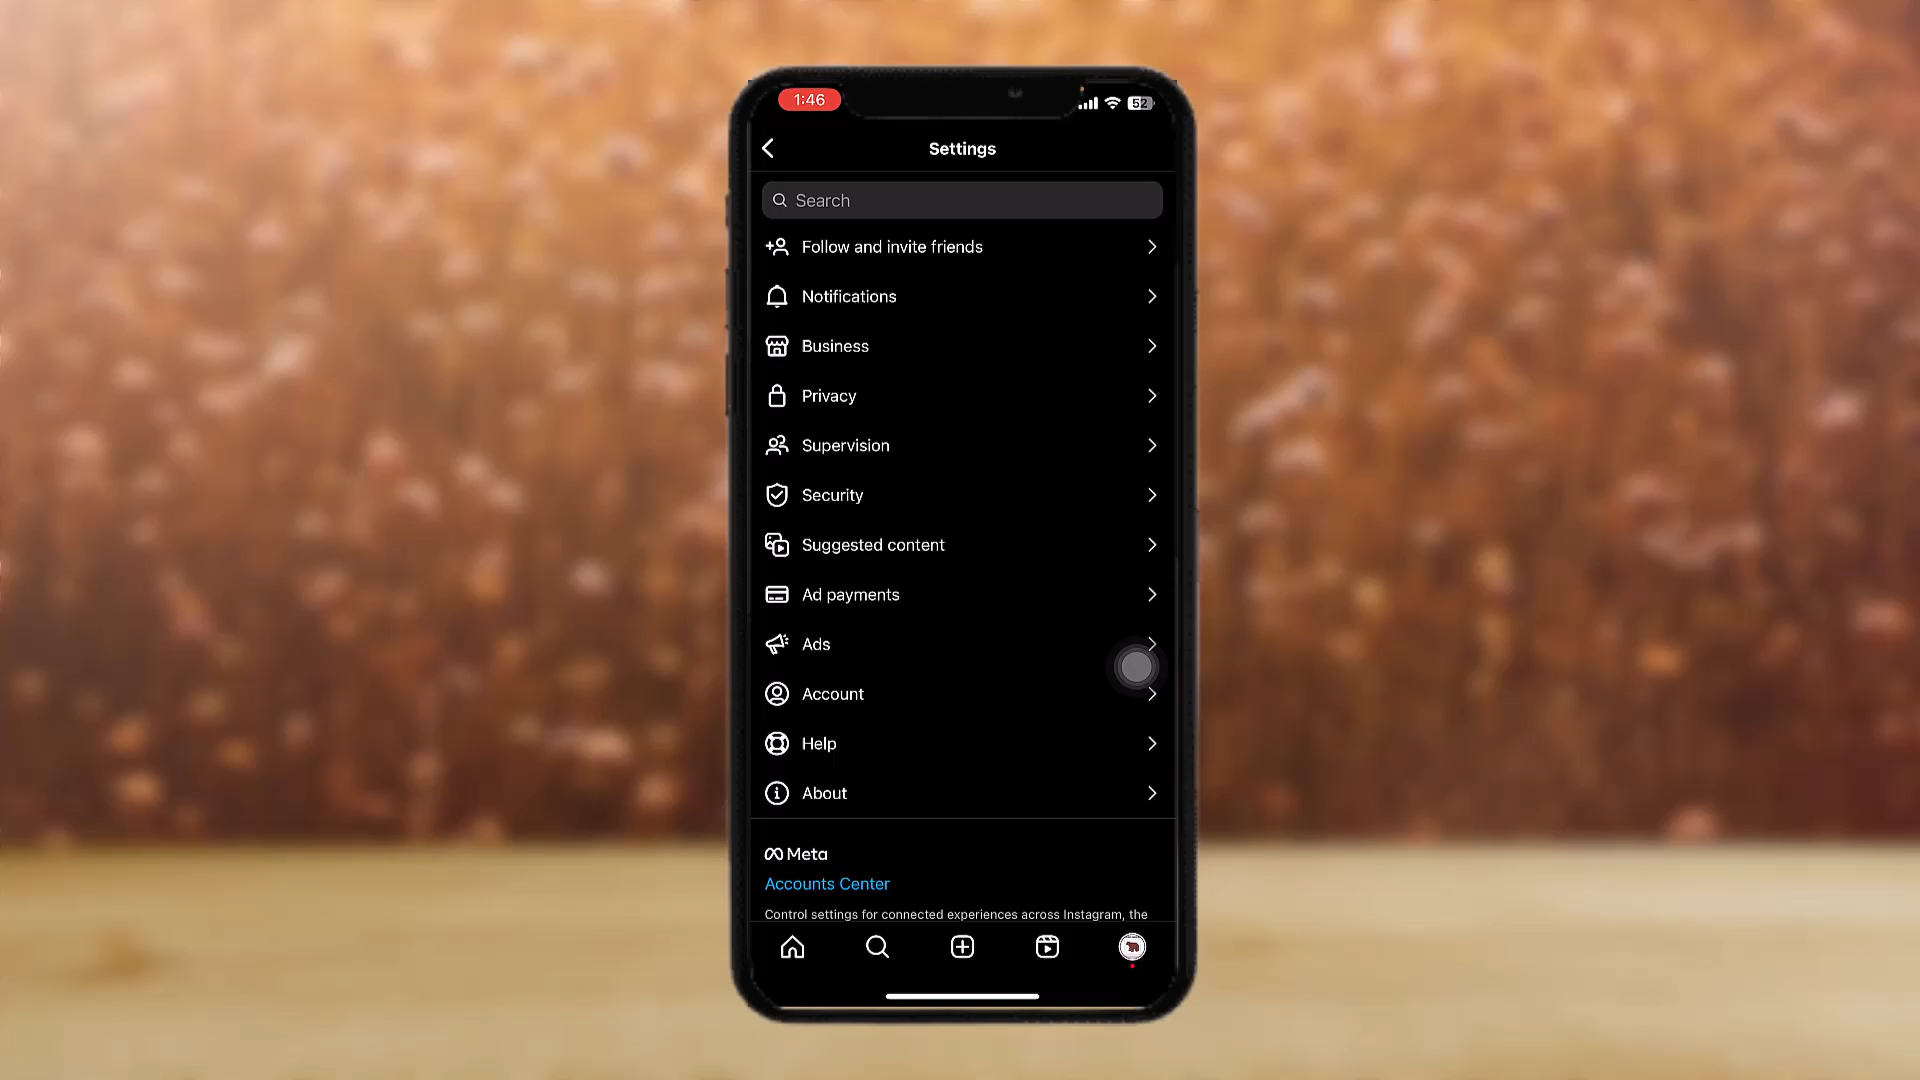 1:46
52
Settings
Search
Follow and invite friends
Notifications
Business
Privacy
Supervision
Security
Suggested content
Ad payments
Ads
Account
Help
About
Meta
Accounts Center
Control settings for connected experiences across Instagram, the